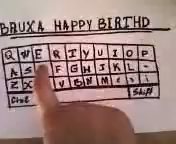 BRUXA HAPPY BIRTHD
Q W E R I Y U I O P
A S F G H J K L -
Z X V B N M < > :
Shift